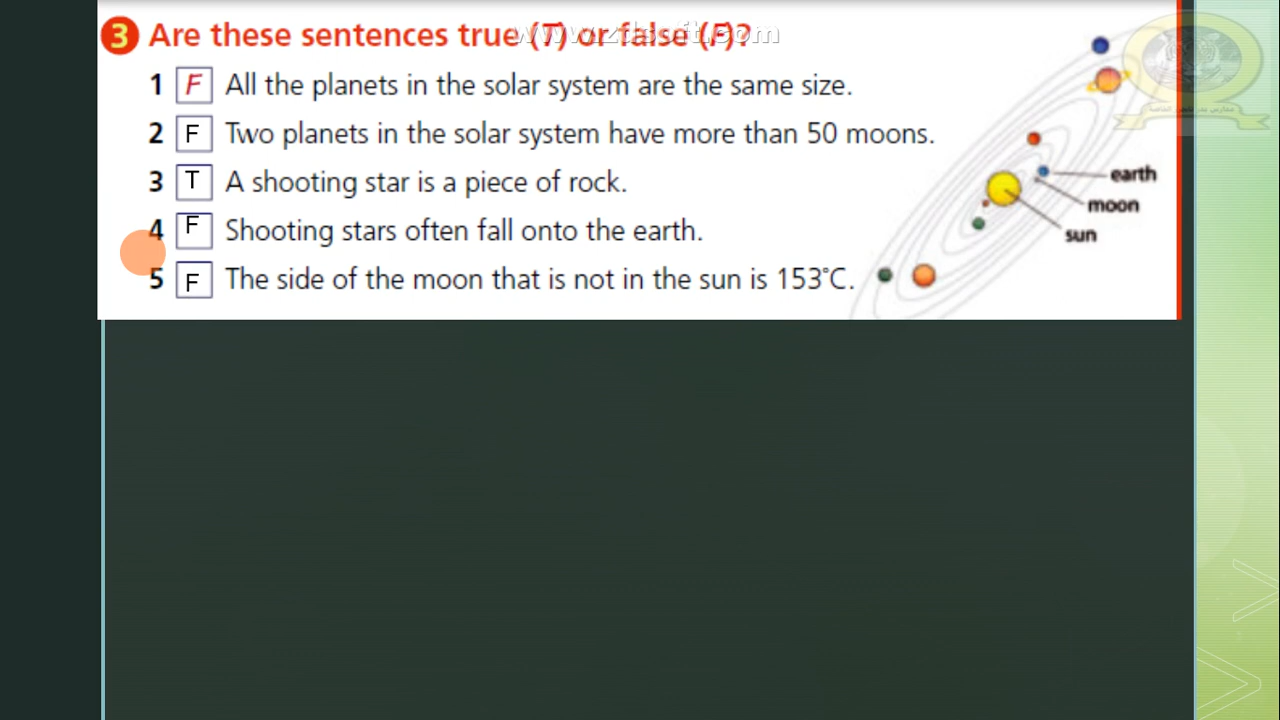 3 Are these sentences true (T) or false (F)?
www.zdsoft.com
1 F All the planets in the solar system are the same size.
2 F Two planets in the solar system have more than 50 moons.
3 T A shooting star is a piece of rock.
4 F Shooting stars often fall onto the earth.
5 F The side of the moon that is not in the sun is 153°C.
earth
moon
sun